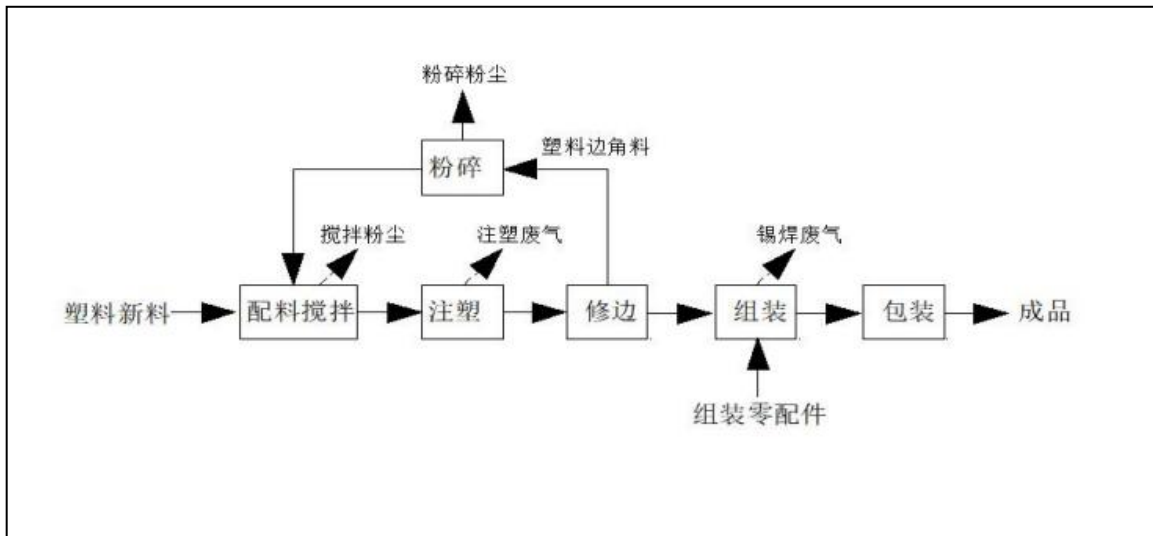 粉碎粉尘
粉碎
塑料边角料
搅拌粉尘
注塑废气
锡焊废气
塑料新料
配料搅拌
注塑
修边
组装
包装
成品
组装零配件